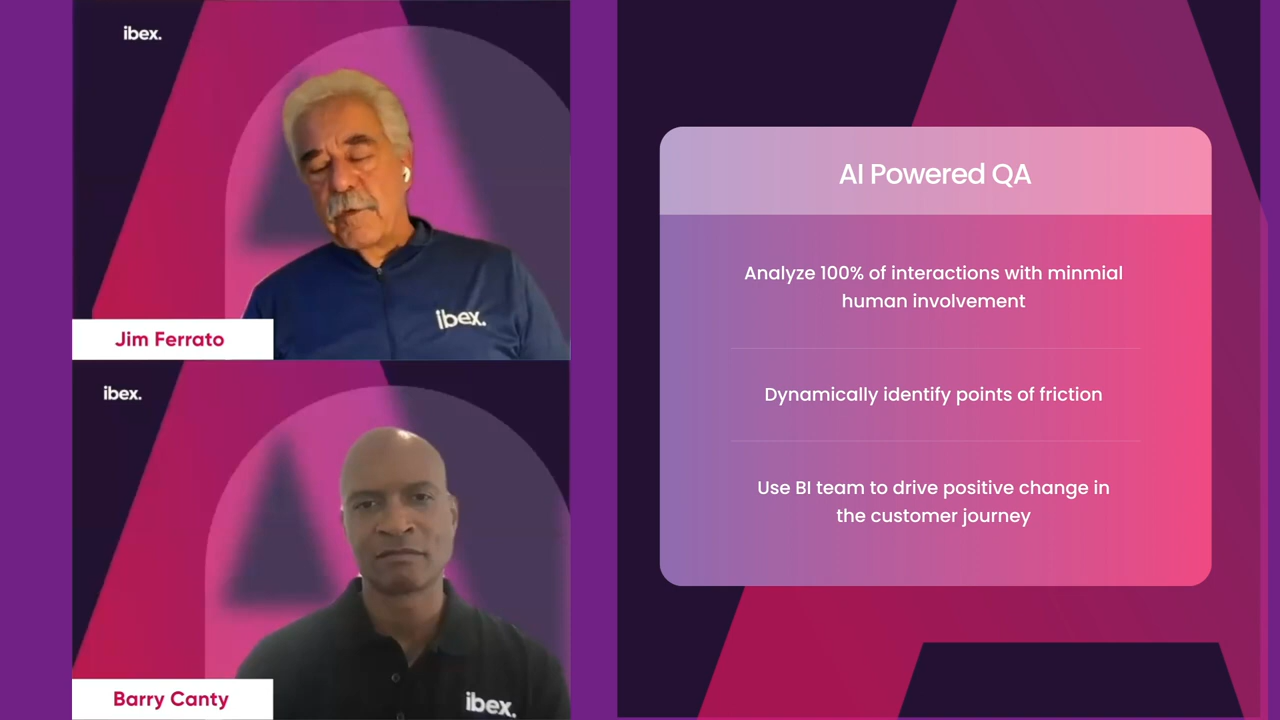 ibex.
ibex.
Jim Ferrato
ibex.
ibex.
Barry Canty
AI Powered QA
Analyze 100% of interactions with minmial
human involvement
Dynamically identify points of friction
Use BI team to drive positive change in
the customer journey